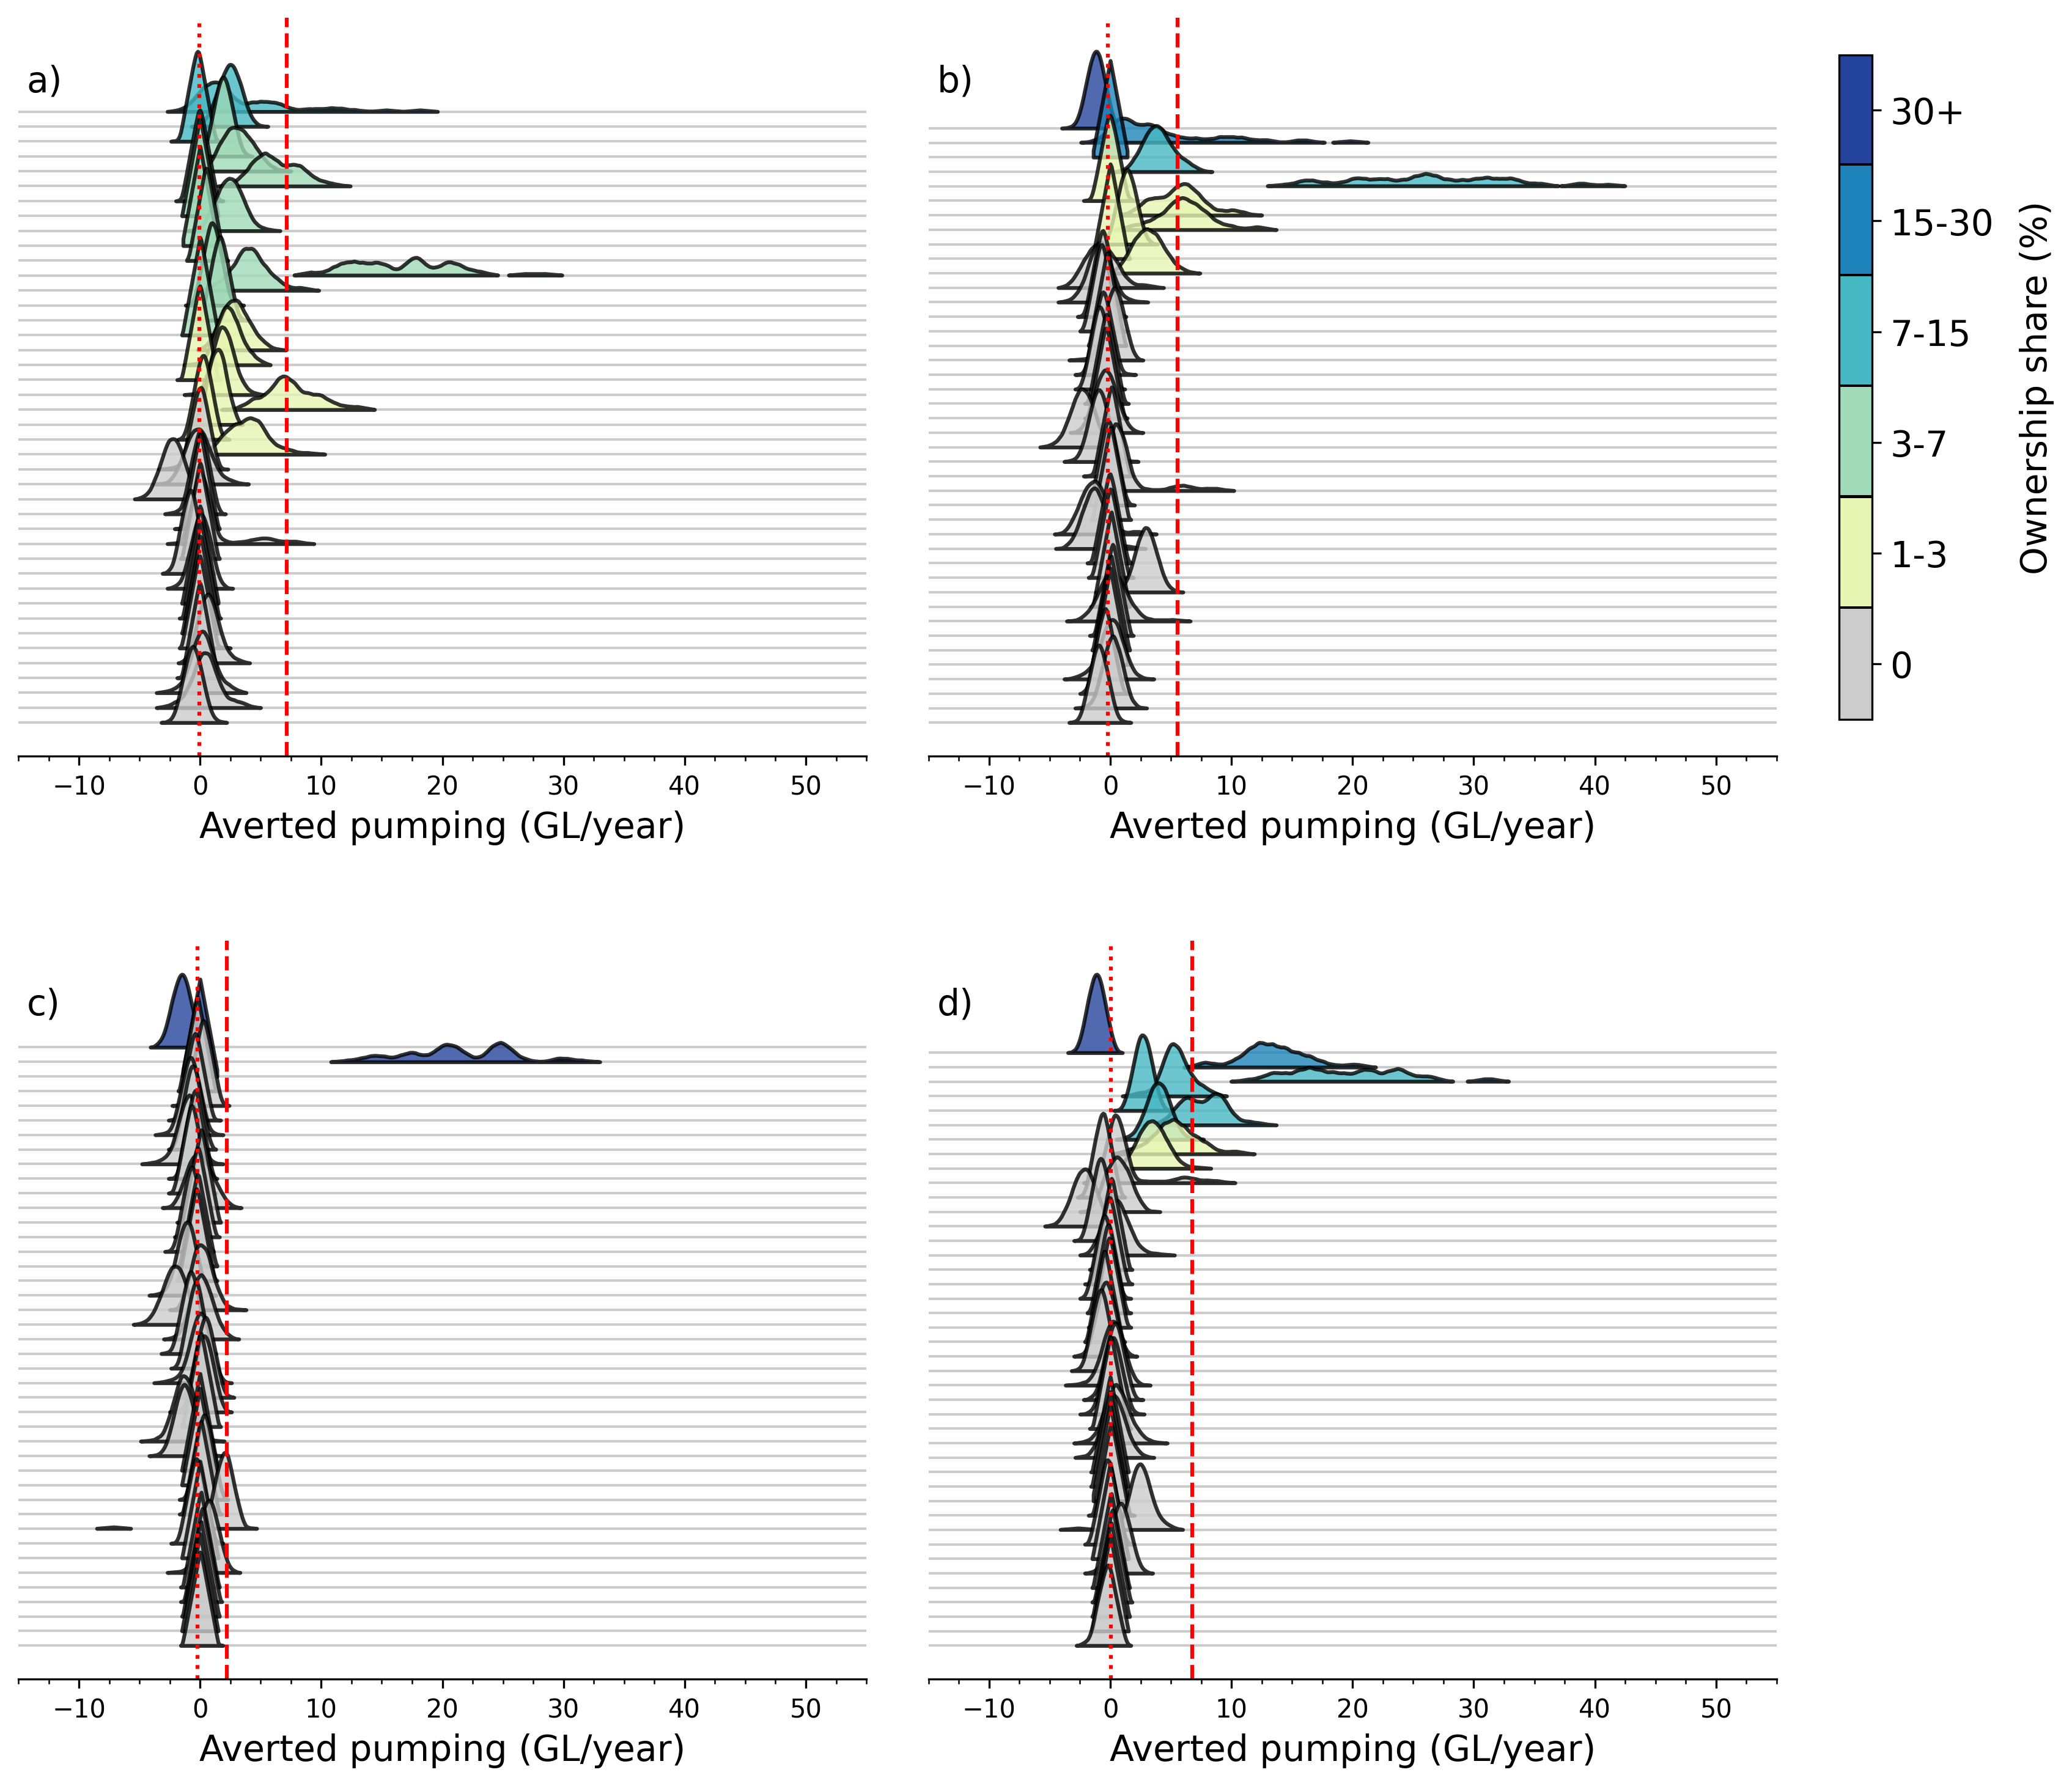 a)
−10 0 10 20 30 40 50
Averted pumping (GL/year)
b)
−10 0 10 20 30 40 50
Averted pumping (GL/year)
30+
15-30
7-15
3-7
1-3
0
Ownership share (%)
c)
−10 0 10 20 30 40 50
Averted pumping (GL/year)
d)
−10 0 10 20 30 40 50
Averted pumping (GL/year)